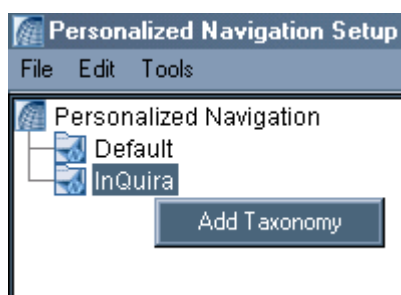 Personalized Navigation Setup
File Edit Tools
Personalized Navigation
Default
InQuira
Add Taxonomy